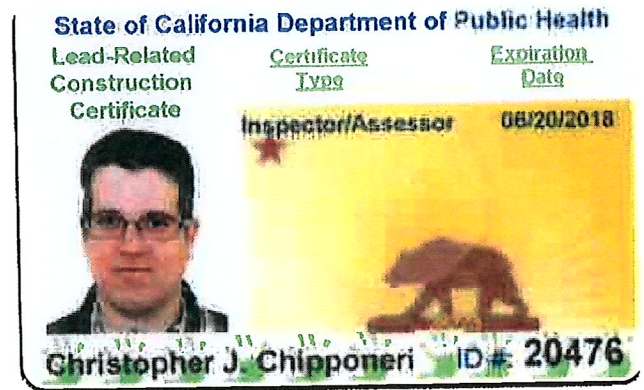 State of California Department of Public Health
Lead-Related
Construction
Certificate
Certificate
Type
Expiration
Date
Inspector/Assessor 06/20/2018
Christopher J. Chipponeri ID #: 20476